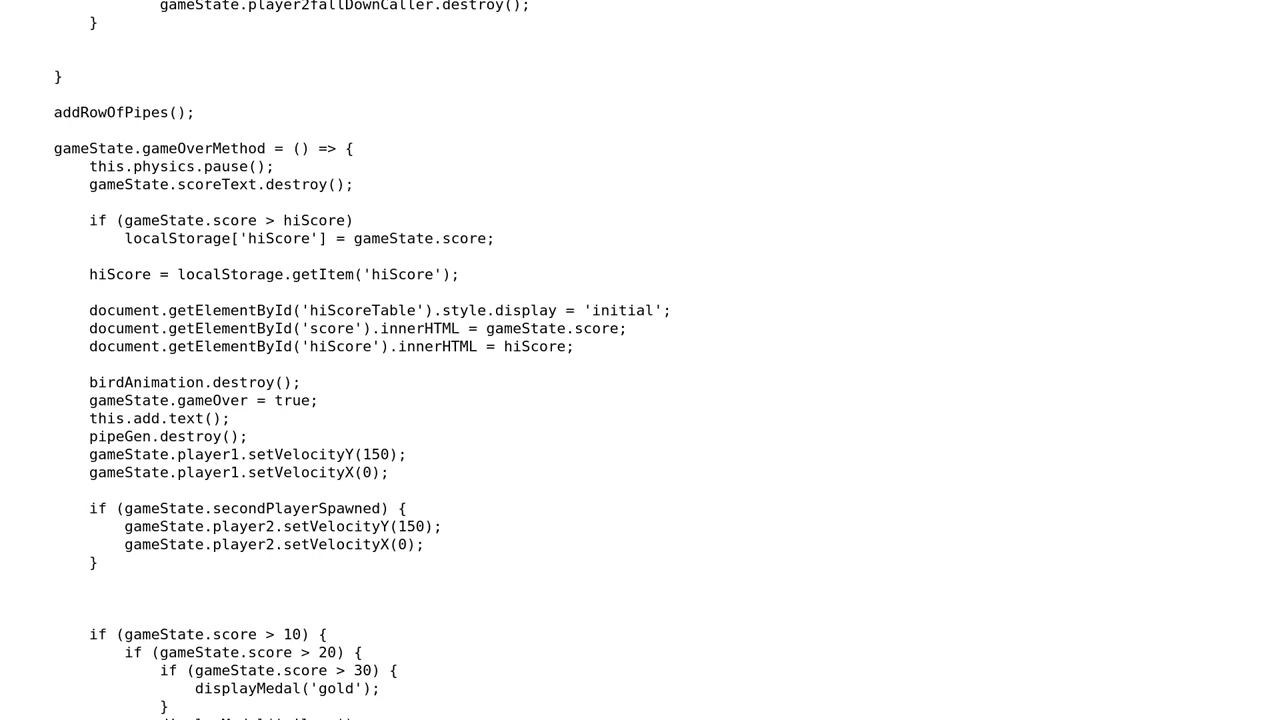 gameState.player2fallDownCaller.destroy();
}
}
addRowOfPipes();
gameState.gameOverMethod = () => {
this.physics.pause();
gameState.scoreText.destroy();
if (gameState.score > hiScore)
localStorage['hiScore'] = gameState.score;
hiScore = localStorage.getItem('hiScore');
document.getElementById('hiScoreTable').style.display = 'initial';
document.getElementById('score').innerHTML = gameState.score;
document.getElementById('hiScore').innerHTML = hiScore;
birdAnimation.destroy();
gameState.gameOver = true;
this.add.text();
pipeGen.destroy();
gameState.player1.setVelocityY(150);
gameState.player1.setVelocityX(0);
if (gameState.secondPlayerSpawned) {
gameState.player2.setVelocityY(150);
gameState.player2.setVelocityX(0);
}
if (gameState.score > 10) {
if (gameState.score > 20) {
if (gameState.score > 30) {
displayMedal('gold');
}